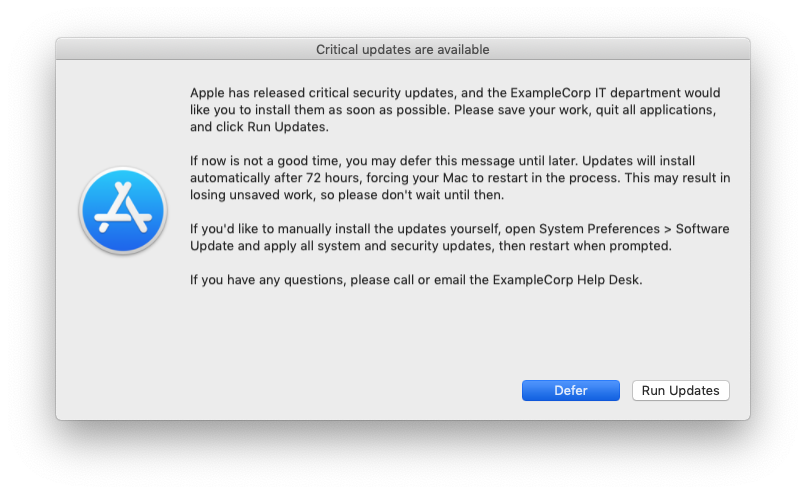 Critical updates are available
Apple has released critical security updates, and the ExampleCorp IT department would
like you to install them as soon as possible. Please save your work, quit all applications,
and click Run Updates.
If now is not a good time, you may defer this message until later. Updates will install
automatically after 72 hours, forcing your Mac to restart in the process. This may result in
losing unsaved work, so please don't wait until then.
If you'd like to manually install the updates yourself, open System Preferences > Software
Update and apply all system and security updates, then restart when prompted.
If you have any questions, please call or email the ExampleCorp Help Desk.
Defer
Run Updates